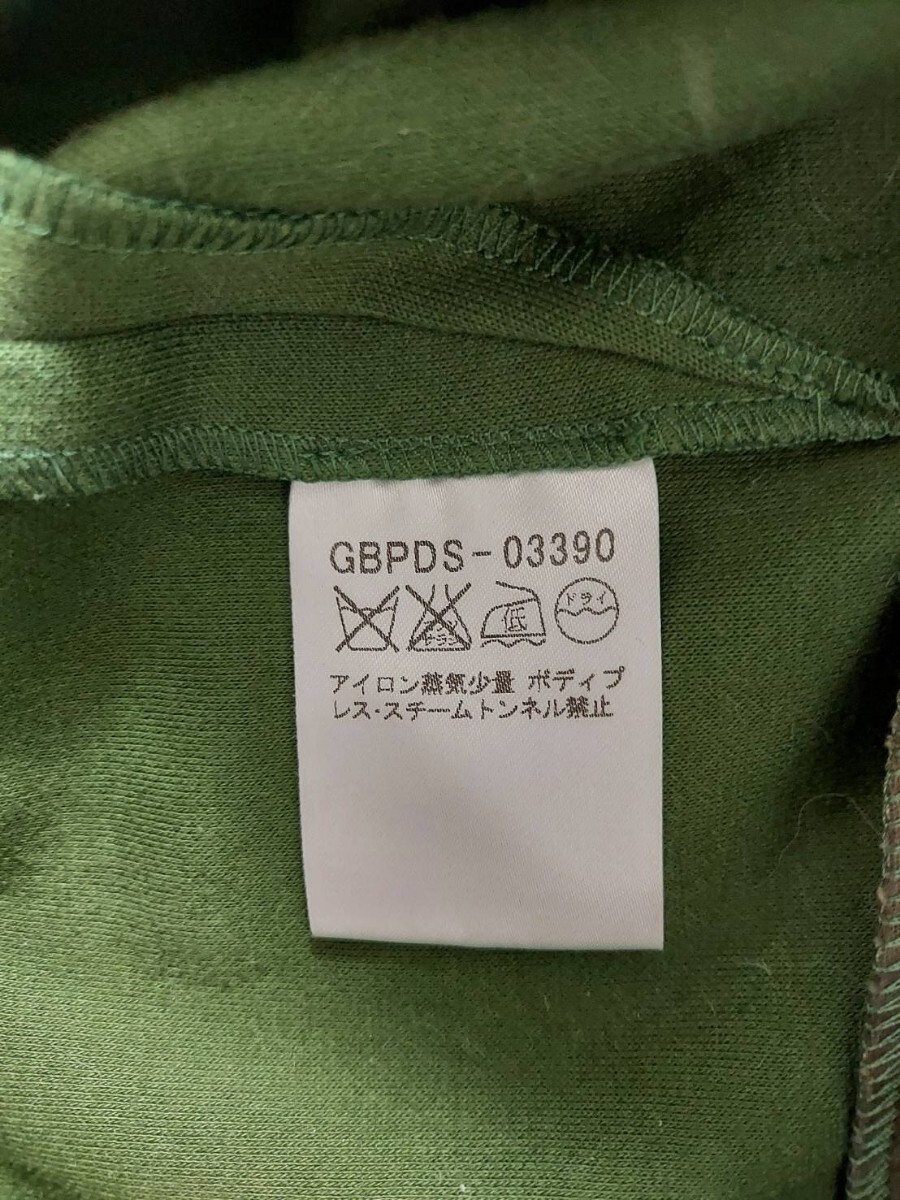 GBPDS-03390
低 ドライ
アイロン蒸気少量 ボディプ
レス・スチームトンネル禁止